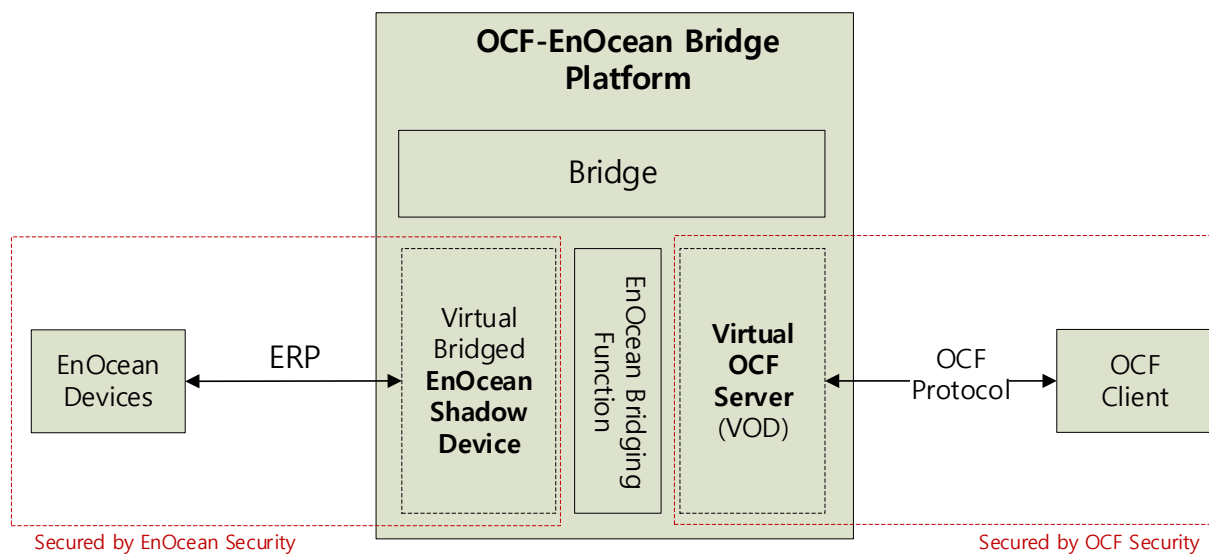 OCF-EnOcean Bridge
Platform
Bridge
EnOcean
Devices
ERP
Virtual
Bridged
EnOcean
Shadow
Device
EnOcean Bridging
Function
Virtual
OCF
Server
(VOD)
OCF
Protocol
OCF
Client
Secured by EnOcean Security
Secured by OCF Security